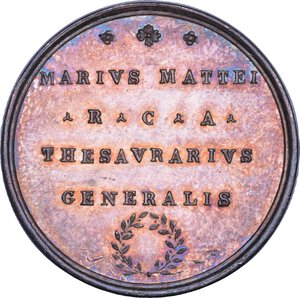 MARIVS MATTEI
R C A
THESAVRARIVS
GENERALIS